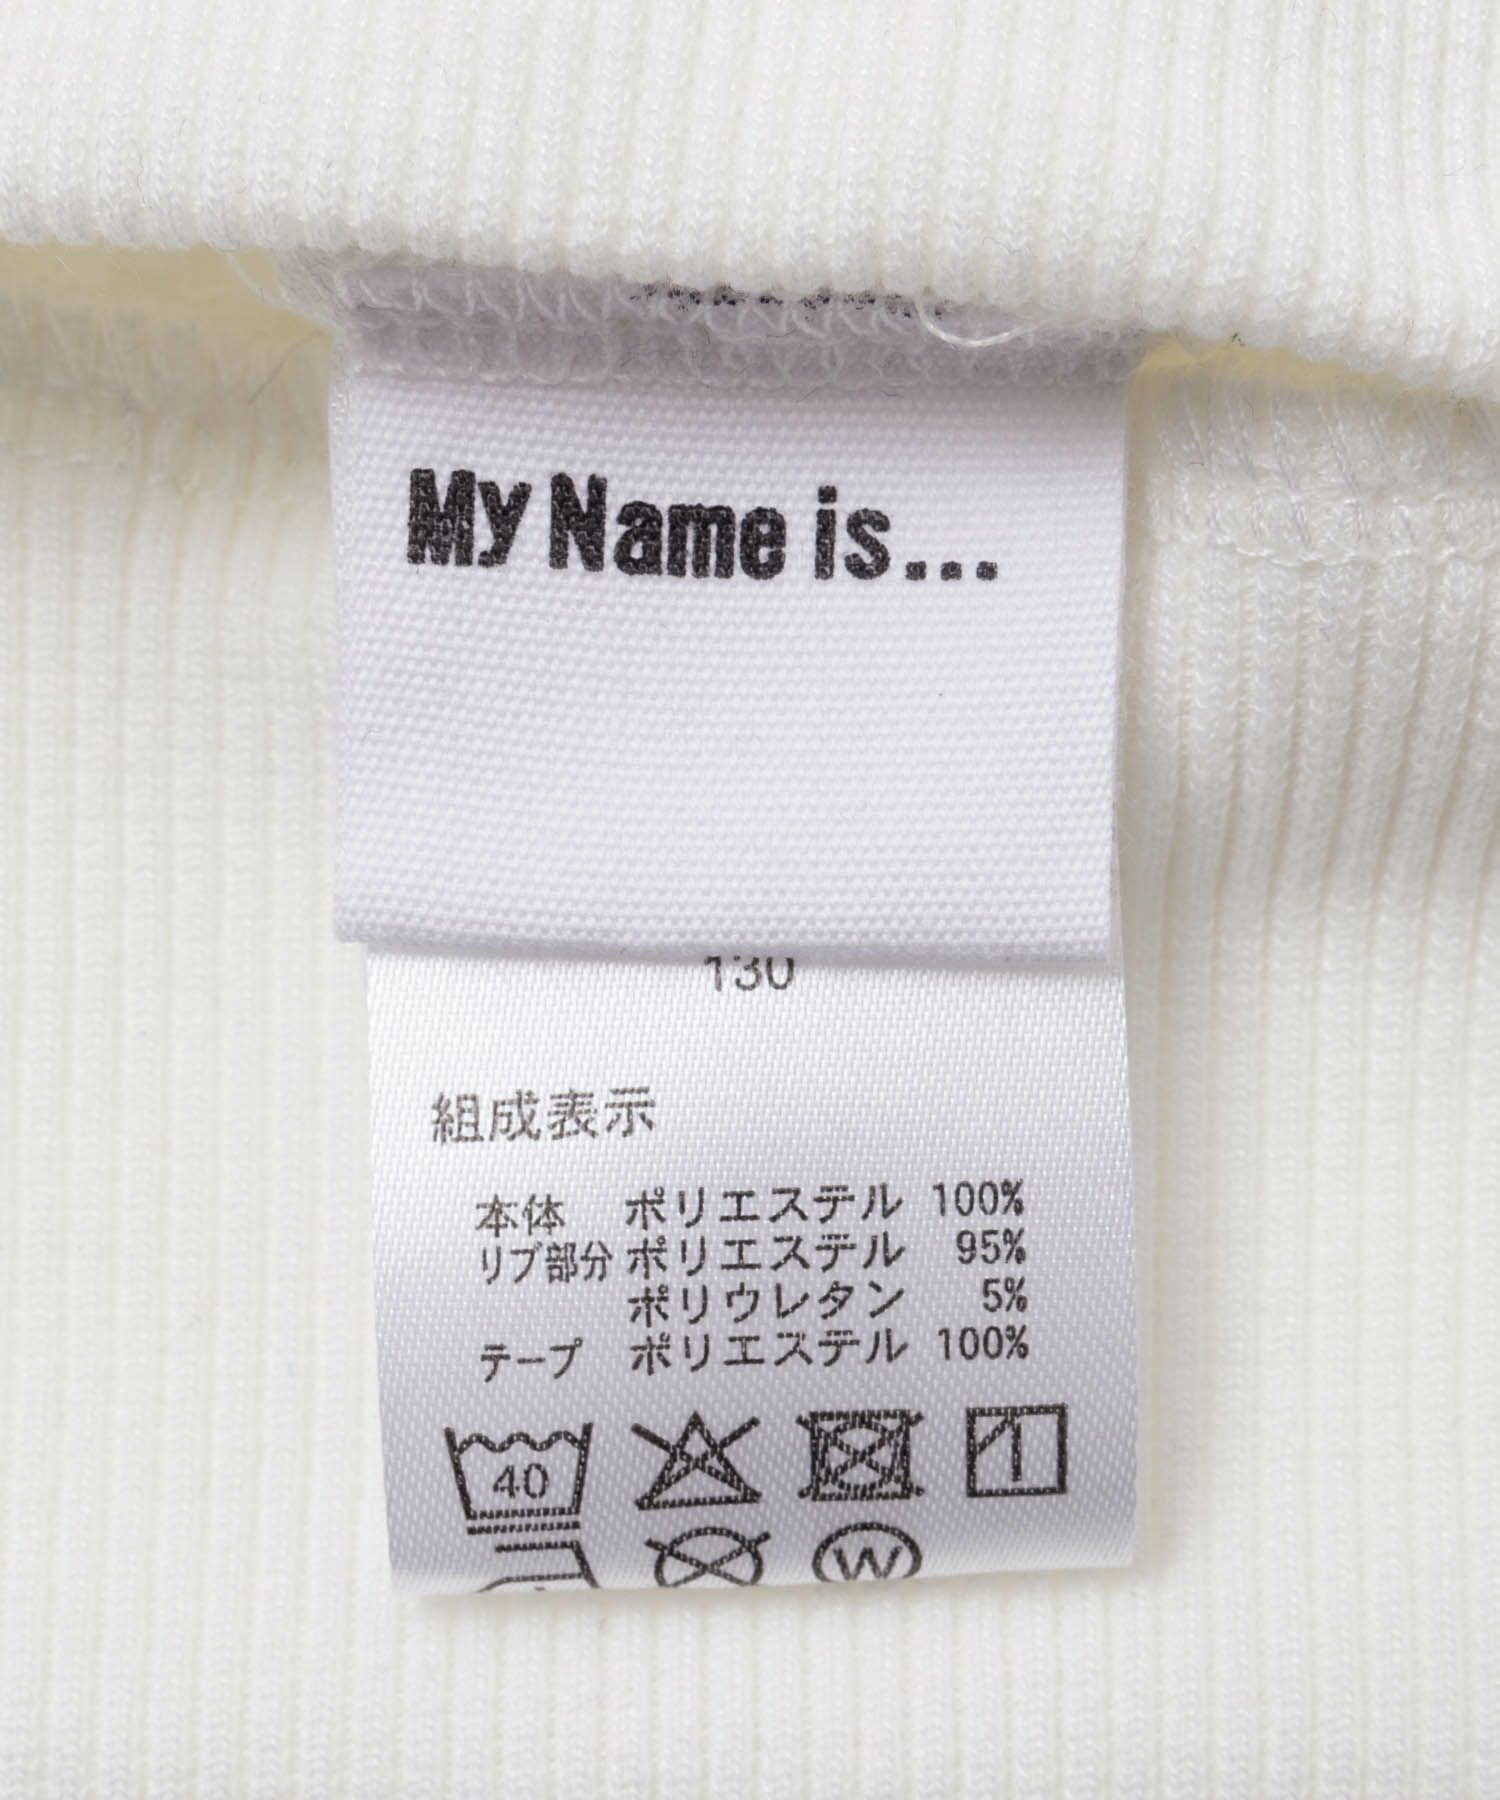 My Name is...
130
組成表示
本体 ポリエステル 100%
リブ部分 ポリエステル 95%
ポリウレタン 5%
テープ ポリエステル 100%
40
W